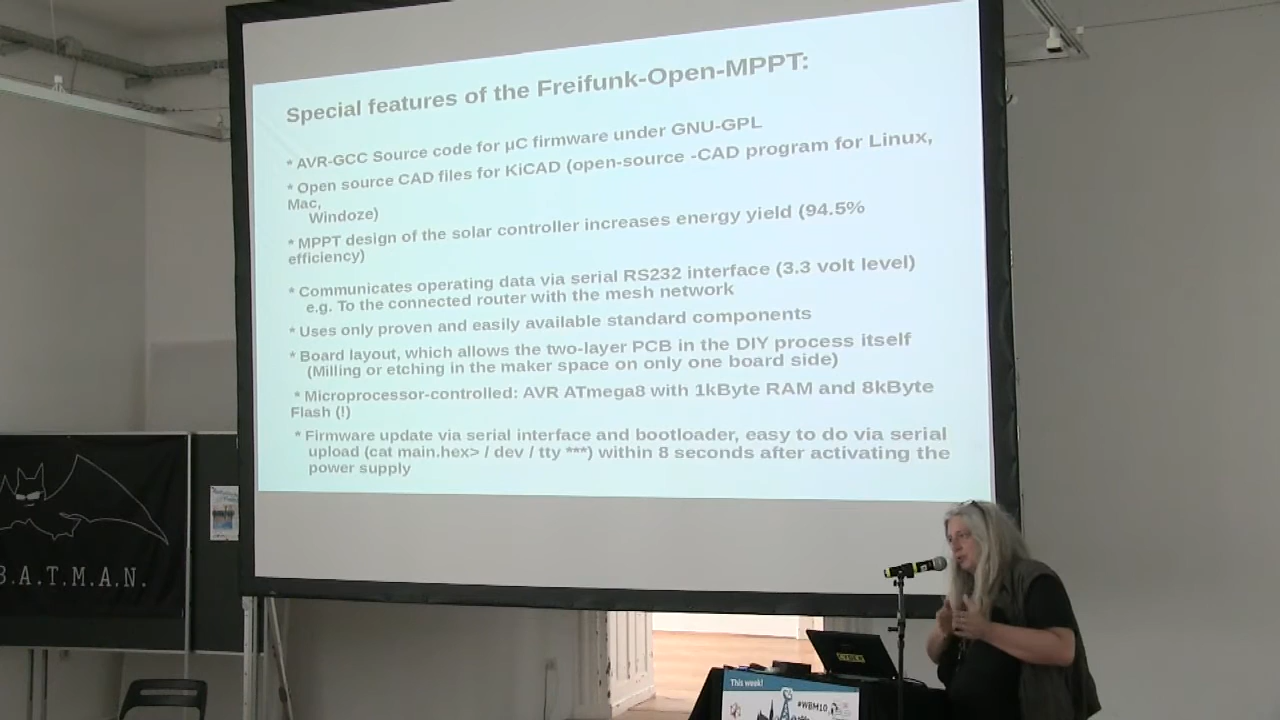 Special features of the Freifunk-Open-MPPT:
* AVR-GCC Source code for µC firmware under GNU-GPL
* Open source CAD files for KiCAD (open-source -CAD program for Linux,
Mac,
Windoze)
* MPPT design of the solar controller increases energy yield (94.5%
efficiency)
* Communicates operating data via serial RS232 interface (3.3 volt level)
e.g. To the connected router with the mesh network
* Uses only proven and easily available standard components
* Board layout, which allows the two-layer PCB in the DIY process itself
(Milling or etching in the maker space on only one board side)
* Microprocessor-controlled: AVR ATmega8 with 1kByte RAM and 8kByte
Flash (!)
* Firmware update via serial interface and bootloader, easy to do via serial
upload (cat main.hex> / dev / tty ***) within 8 seconds after activating the
power supply
B.A.T.M.A.N.
This week!
#WBM10